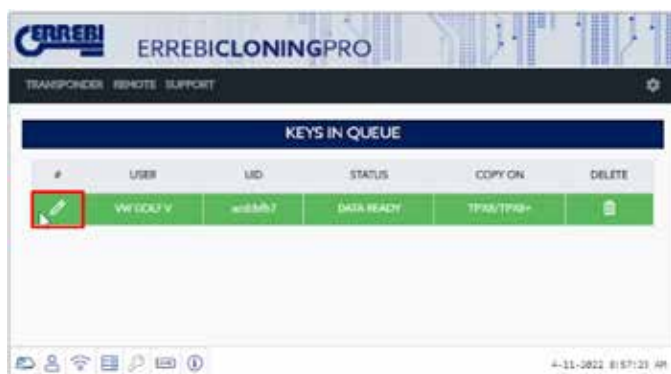 ERREBI ERREBICLONINGPRO
TRANSPONDER REMOTE SUPPORT
KEYS IN QUEUE
# USER UID STATUS COPY ON DELETE
VW GOLF V DATA READY TPX8/TPX8+
4-11-2022 8:57:23 AM